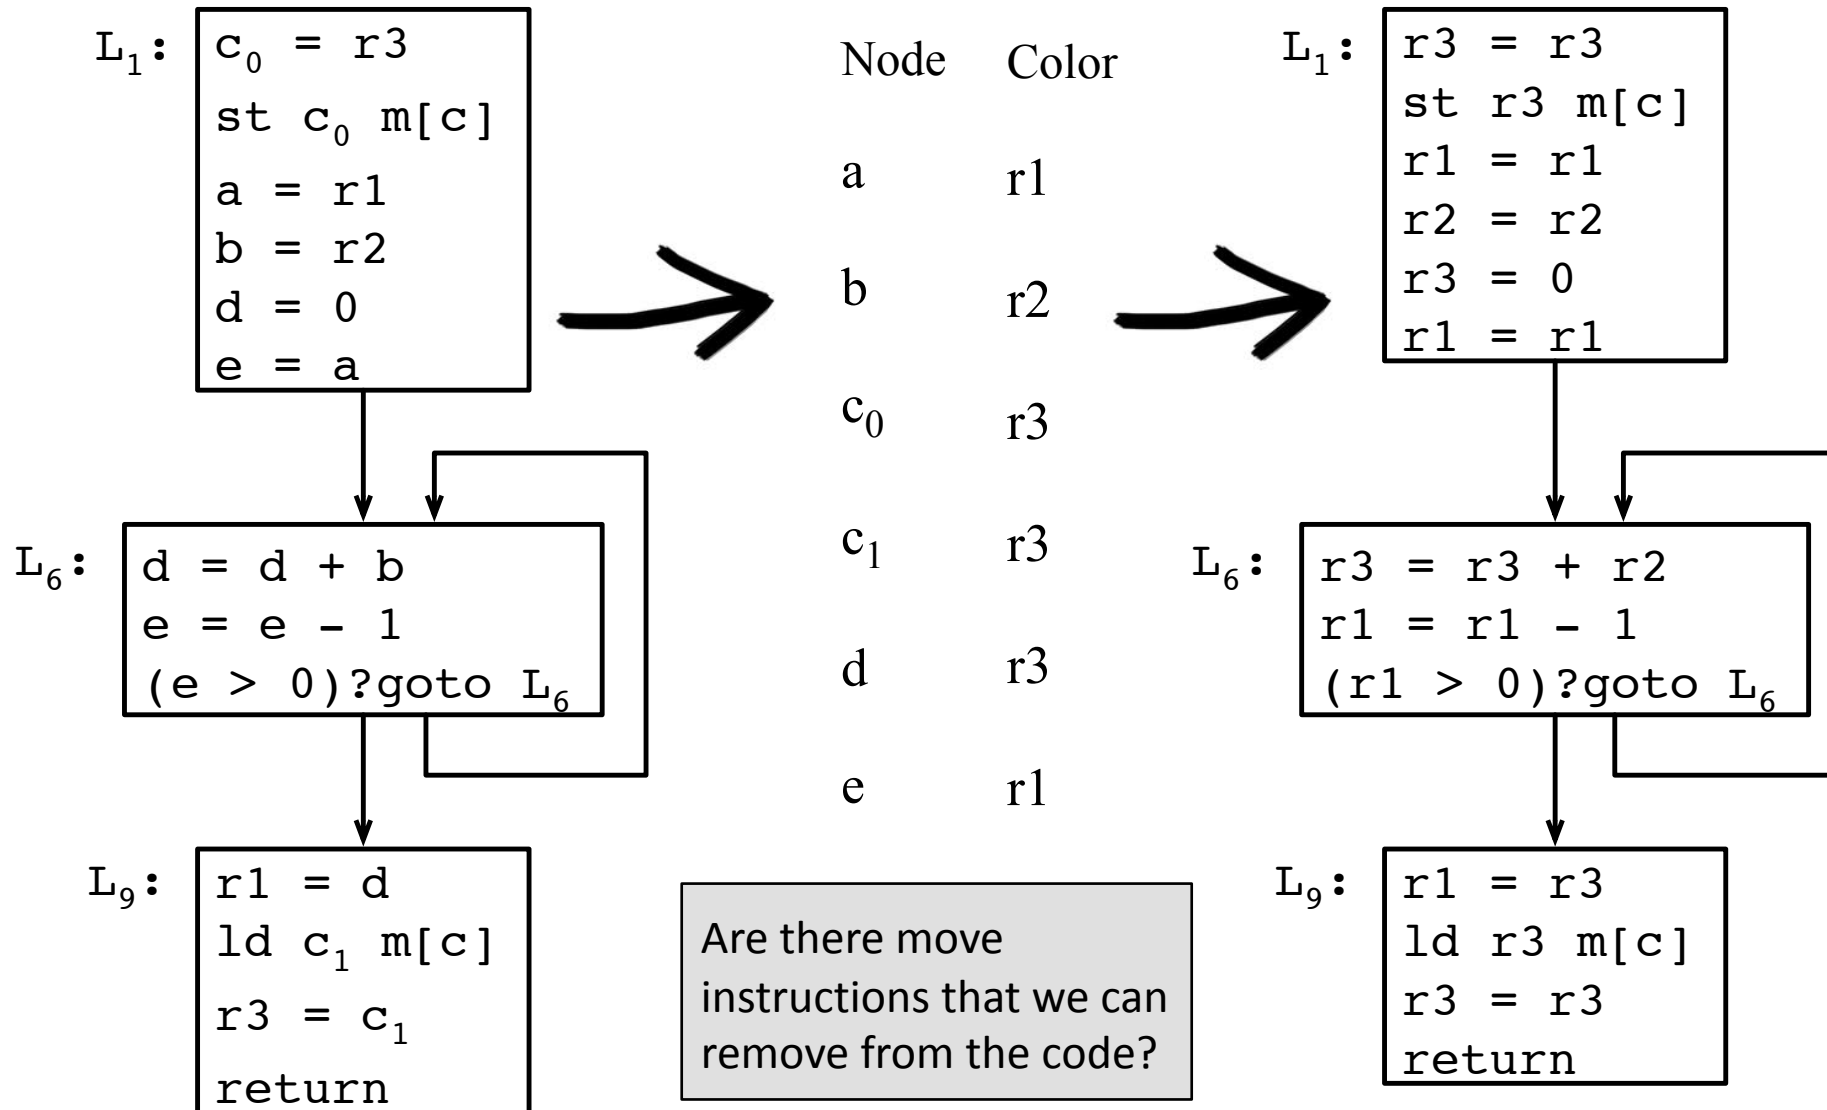 L₁:
c₀ = r3
st c₀ m[c]
a = r1
b = r2
d = 0
e = a
L₆:
d = d + b
e = e - 1
(e > 0)?goto L₆
L₉:
r1 = d
ld c₁ m[c]
r3 = c₁
return
Node Color
a r1
b r2
c₀ r3
c₁ r3
d r3
e r1
Are there move
instructions that we can
remove from the code?
L₁:
r3 = r3
st r3 m[c]
r1 = r1
r2 = r2
r3 = 0
r1 = r1
L₆:
r3 = r3 + r2
r1 = r1 - 1
(r1 > 0)?goto L₆
L₉:
r1 = r3
ld r3 m[c]
r3 = r3
return